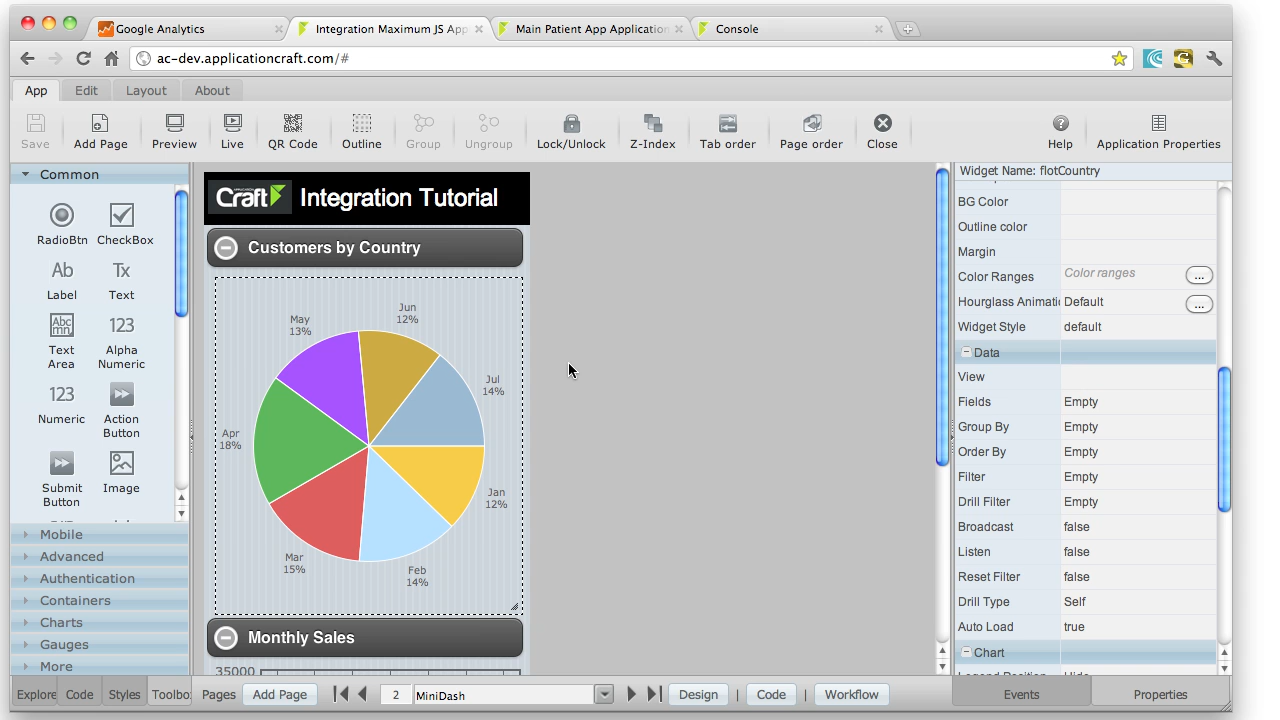 Google Analytics
Integration Maximum JS App
Main Patient App Application
Console
ac-dev.applicationcraft.com/#
App Edit Layout About
Save Add Page Preview Live QR Code Outline Group Ungroup Lock/Unlock Z-Index Tab order Page order Close Help Application Properties
Common
RadioBtn CheckBox
Ab Tx
Label Text
Abc mn 123
Text Area Alpha Numeric
123
Numeric Action Button
Submit Button Image
Mobile
Advanced
Authentication
Containers
Charts
Gauges
More
Explore Code Styles Toolbo
APPLICATION
Craft Integration Tutorial
Customers by Country
Jun
12%
May
13%
Jul
14%
Apr
18%
Jan
12%
Mar
15%
Feb
14%
Monthly Sales
35000
Pages Add Page 2 MiniDash Design | Code | Workflow
Widget Name: flotCountry
BG Color
Outline color
Margin
Color Ranges Color ranges ...
Hourglass Animati Default ...
Widget Style default
Data
View
Fields Empty
Group By Empty
Order By Empty
Filter Empty
Drill Filter Empty
Broadcast false
Listen false
Reset Filter false
Drill Type Self
Auto Load true
Chart
Events Properties